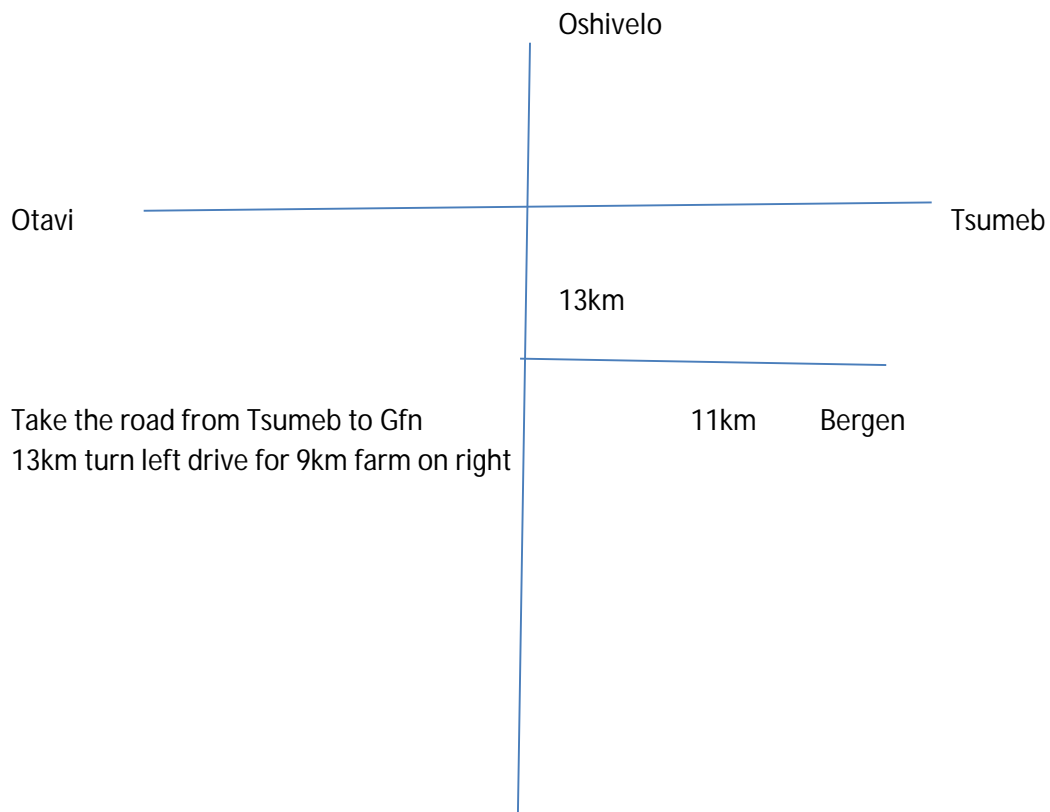 Oshivelo
Otavi
Tsumeb
13km
Take the road from Tsumeb to Gfn
11km
Bergen
13km turn left drive for 9km farm on right